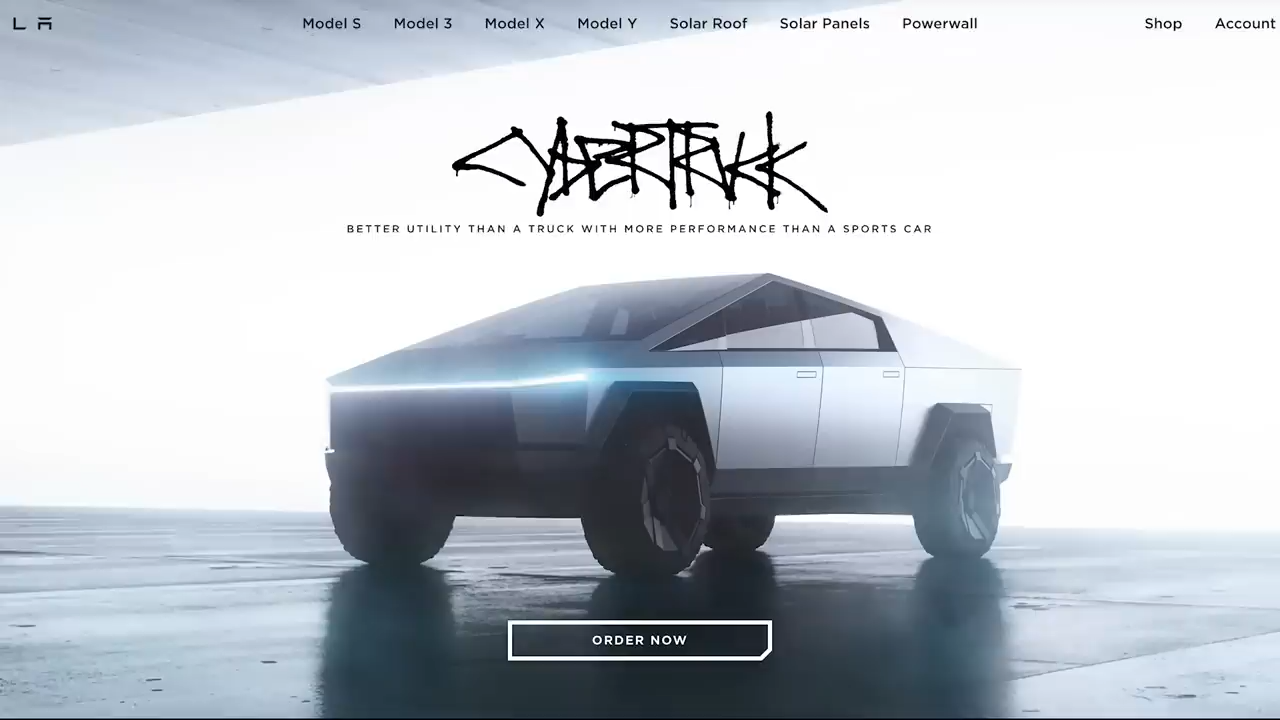 L A Model S Model 3 Model X Model Y Solar Roof Solar Panels Powerwall Shop Account
CYBERTRUCK
BETTER UTILITY THAN A TRUCK WITH MORE PERFORMANCE THAN A SPORTS CAR
ORDER NOW